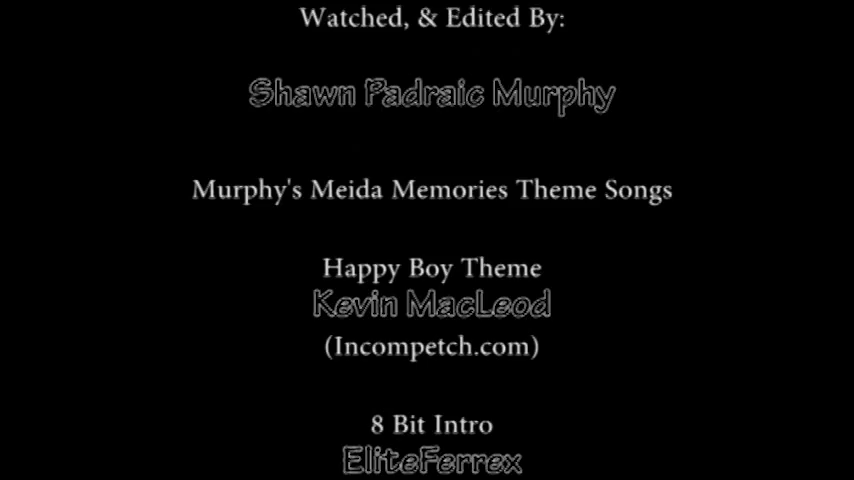 Watched, & Edited By:
Shawn Padraic Murphy
Murphy's Meida Memories Theme Songs
Happy Boy Theme
Kevin MacLeod
(Incompetch.com)
8 Bit Intro
EliteFerrex